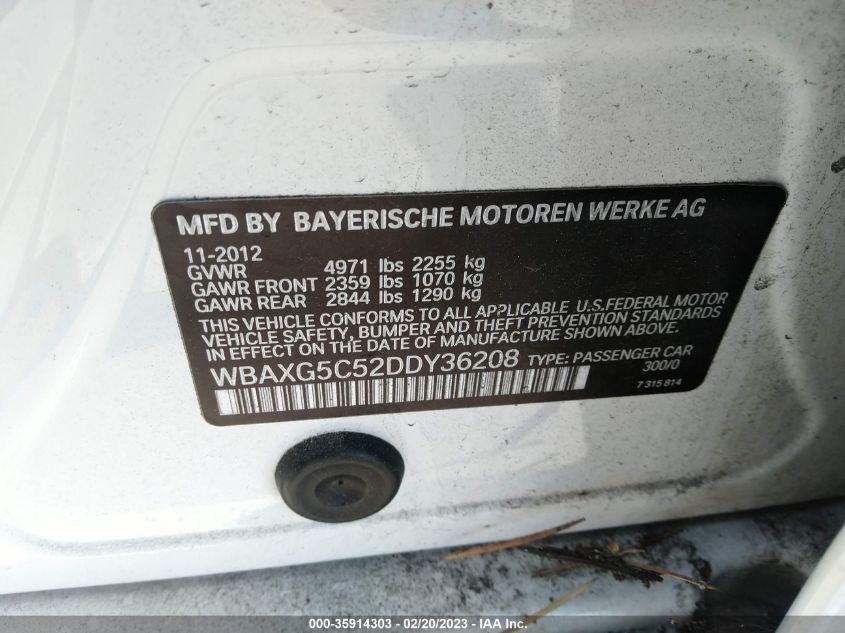 MFD BY BAYERISCHE MOTOREN WERKE AG
11-2012
GVWR 4971 lbs 2255 kg
GAWR FRONT 2359 lbs 1070 kg
GAWR REAR 2844 lbs 1290 kg
THIS VEHICLE CONFORMS TO ALL APPLICABLE U.S.FEDERAL MOTOR
VEHICLE SAFETY, BUMPER AND THEFT PREVENTION STANDARDS
IN EFFECT ON THE DATE OF MANUFACTURE SHOWN ABOVE.
WBAXG5C52DDY36208 TYPE: PASSENGER CAR
300/0
7 315 814
000-35914303 — 02/20/2023 — IAA Inc.